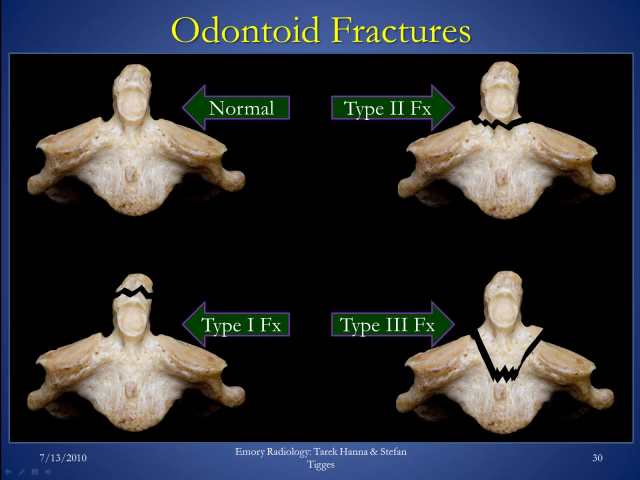 Odontoid Fractures
Normal
Type II Fx
Type I Fx
Type III Fx
7/13/2010
Emory Radiology: Tarek Hanna & Stefan
Tigges
30